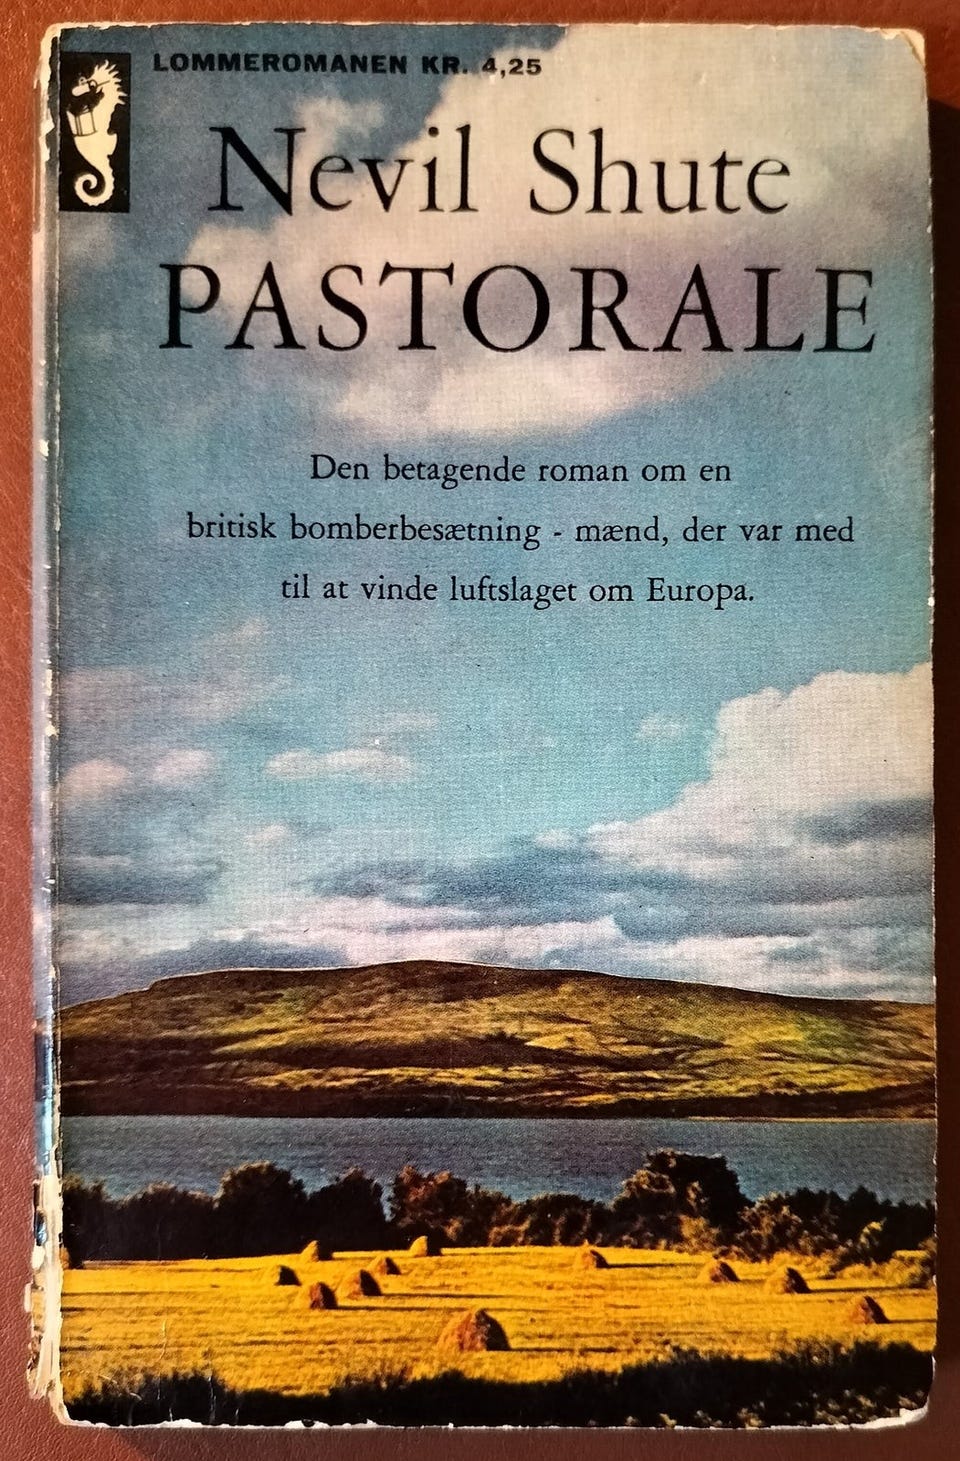 LOMMEROMANEN KR. 4,25
Nevil Shute
PASTORALE
Den betagende roman om en
britisk bomberbesætning - mænd, der var med
til at vinde luftslaget om Europa.